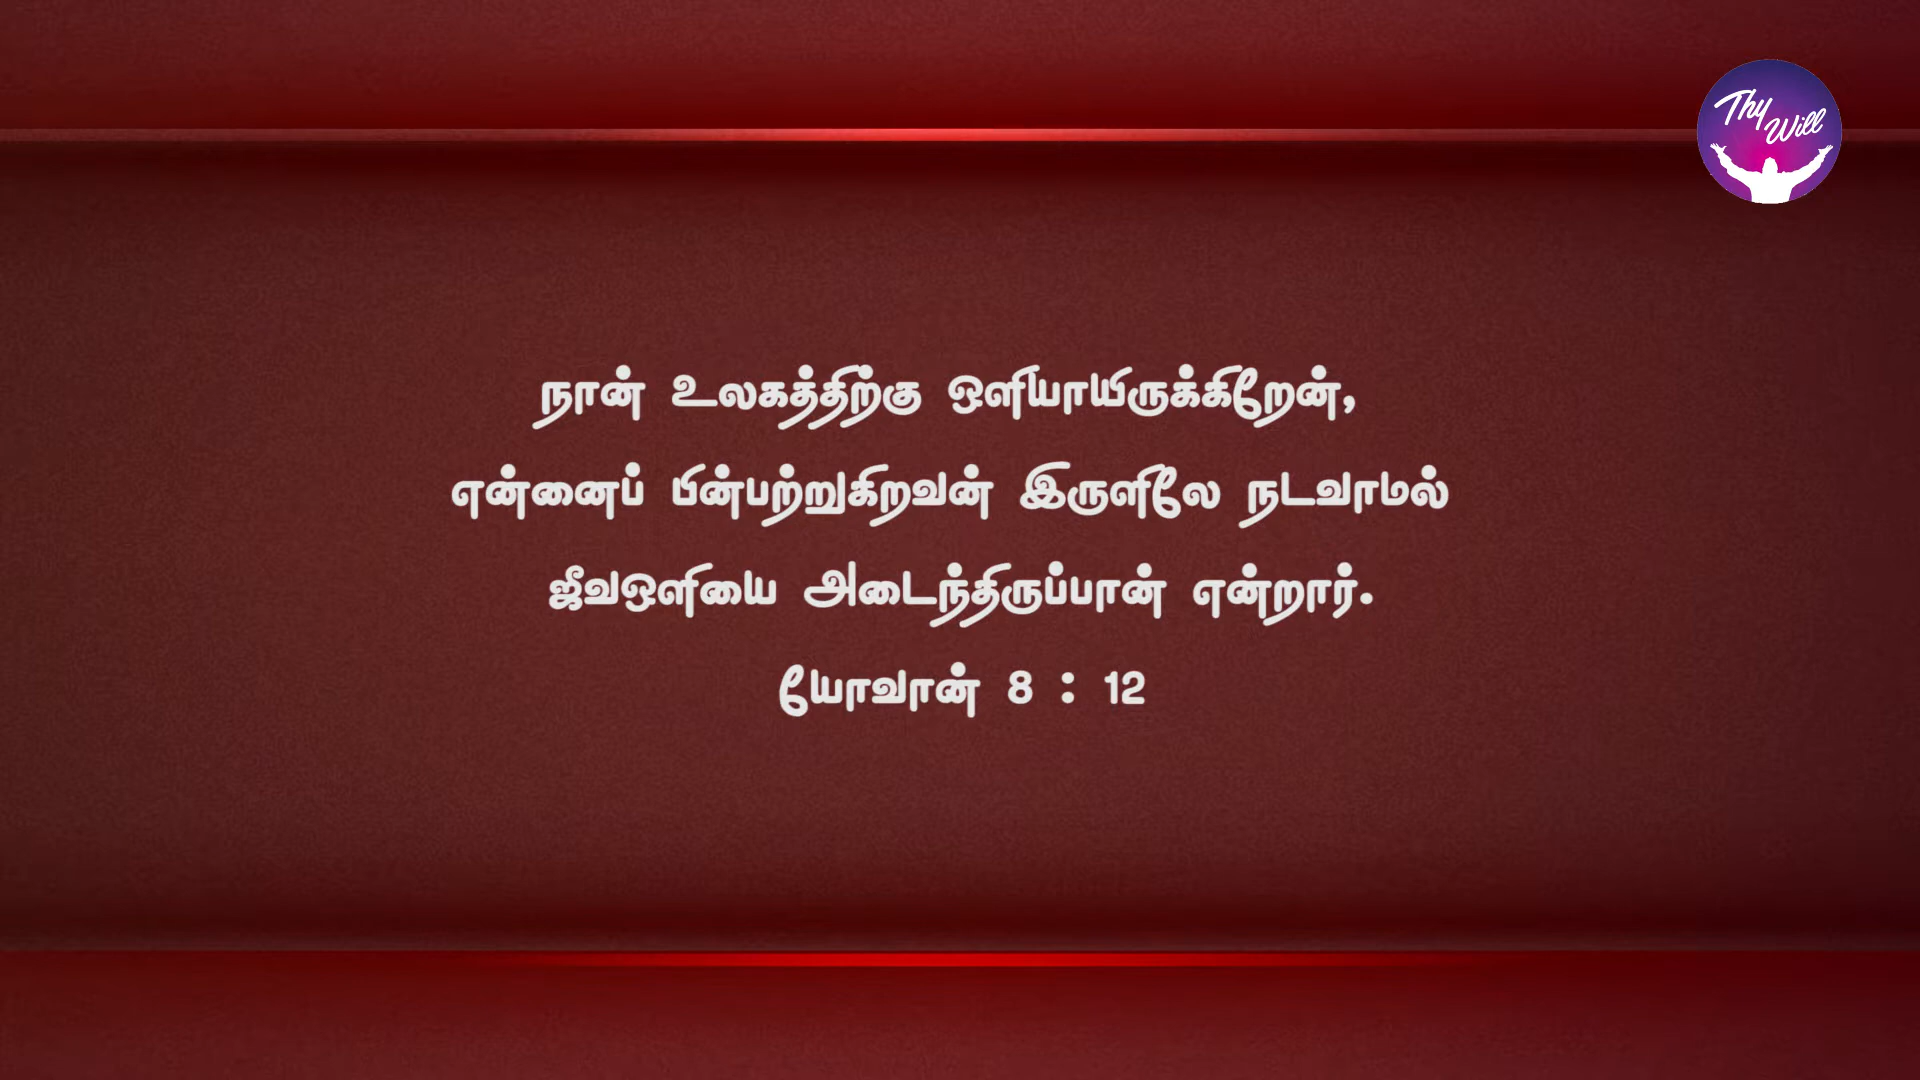 Thy Will
நான் உலகத்திற்கு ஒளியாயிருக்கிறேன்,
என்னைப் பின்பற்றுகிறவன் இருளிலே நடவாமல்
ஜீவஒளியை அடைந்திருப்பான் என்றார்.
யோவான் 8 : 12